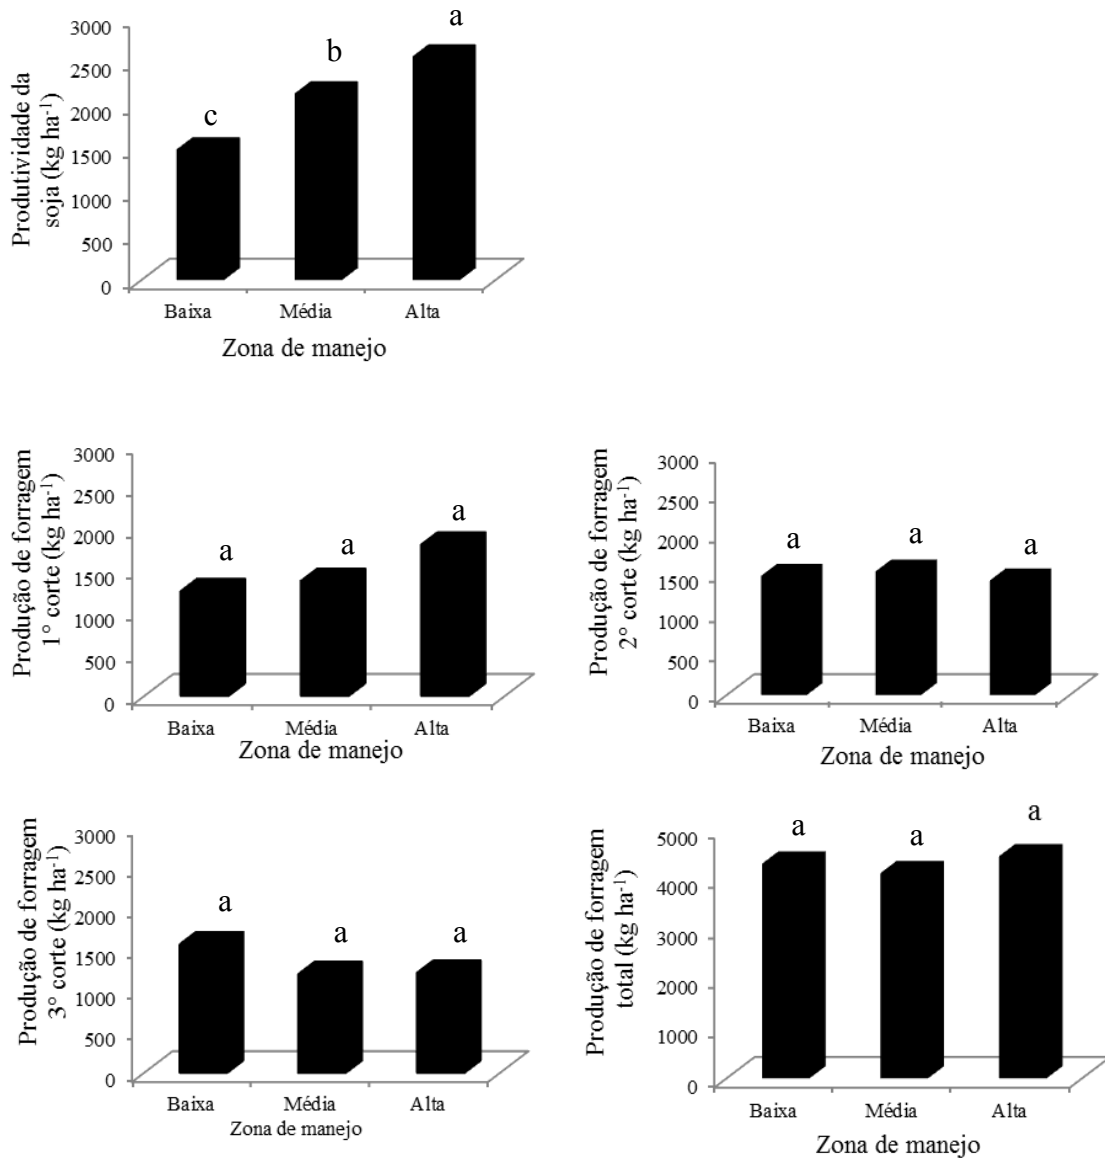 Produtividade da
soja (kg ha-1)
3000
2500
2000
1500
1000
500
0
c
b
a
Baixa
Média
Alta
Zona de manejo
Produção de forragem
1° corte (kg ha-1)
3000
2500
2000
1500
1000
500
0
a
a
a
Baixa
Média
Alta
Zona de manejo
Produção de forragem
2° corte (kg ha-1)
3000
2500
2000
1500
1000
500
0
a
a
a
Baixa
Média
Alta
Zona de manejo
Produção de forragem
3° corte (kg ha-1)
3000
2500
2000
1500
1000
500
0
a
a
a
Baixa
Média
Alta
Zona de manejo
Produção de forragem
total (kg ha-1)
5000
4000
3000
2000
1000
0
a
a
a
Baixa
Média
Alta
Zona de manejo